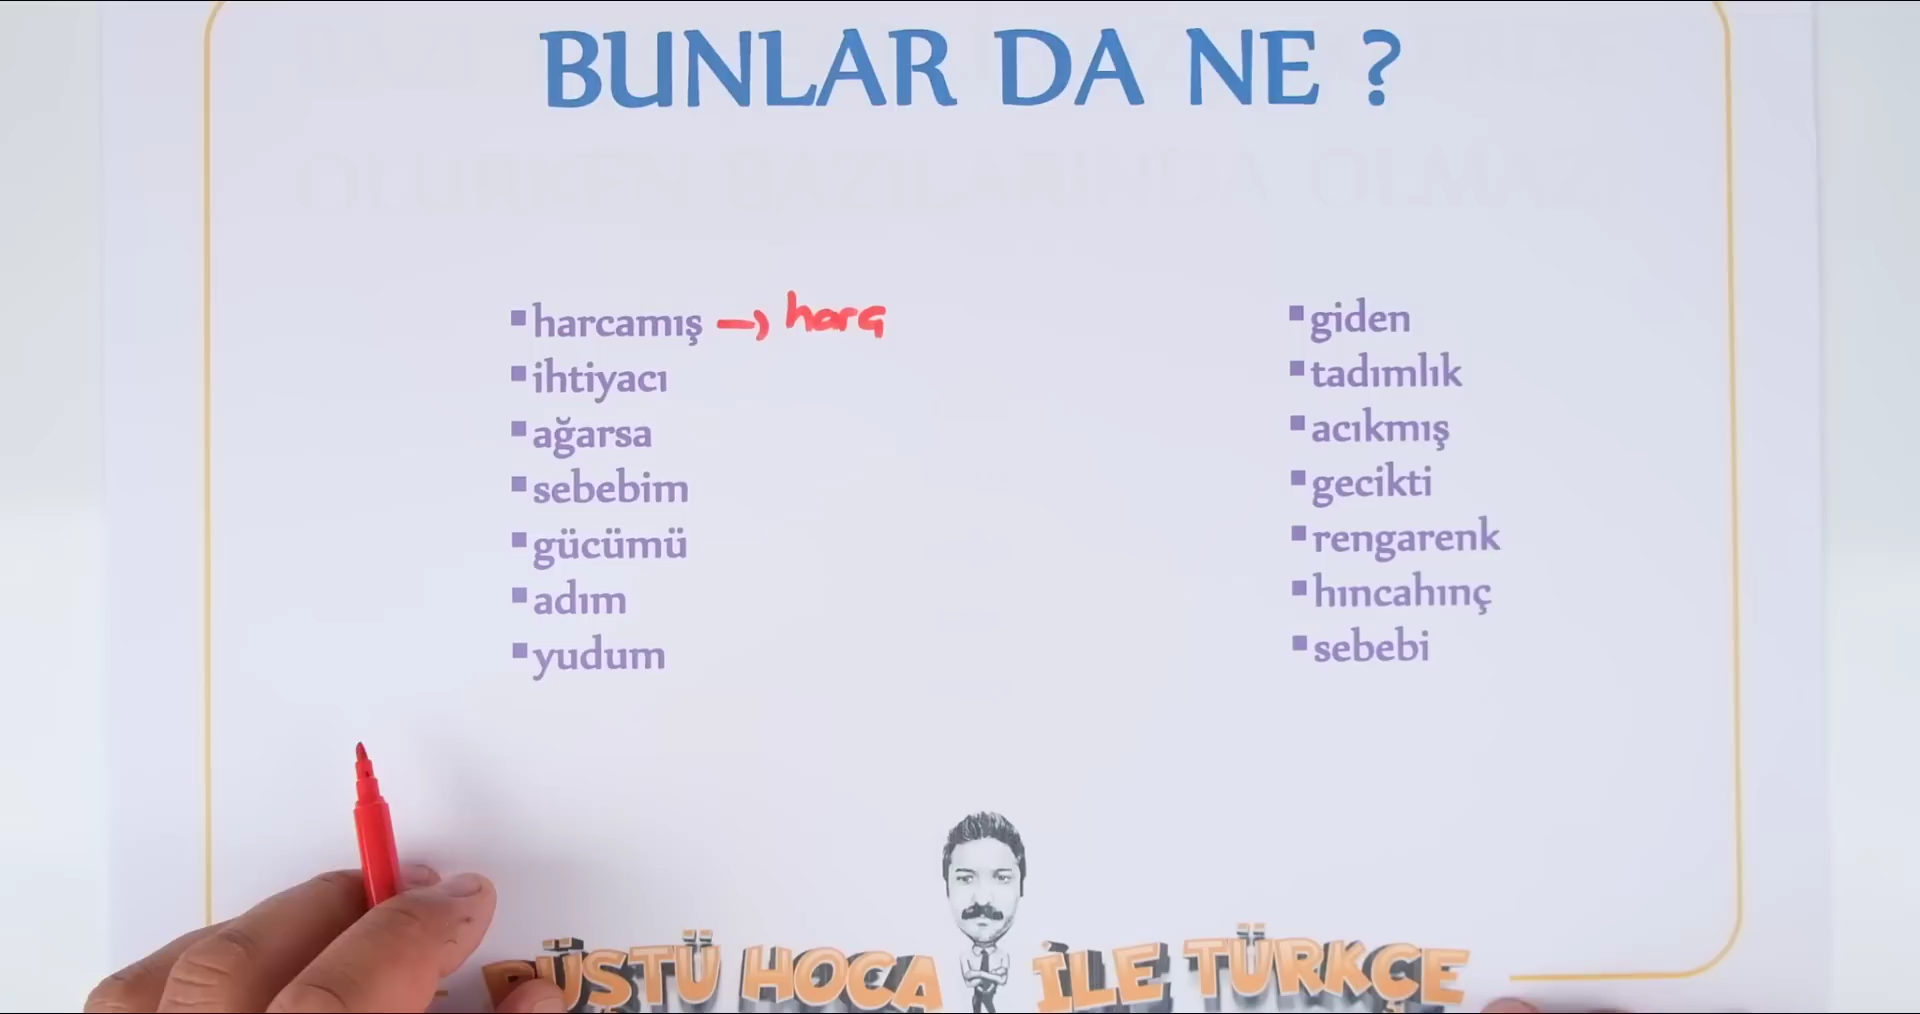 BUNLAR DA NE ?
harcamış → harç
ihtiyacı
ağarsa
sebebim
gücümü
adım
yudum
giden
tadımlık
acıkmış
gecikti
rengarenk
hıncahınç
sebebi
RÜŞTÜ HOCA İLE TÜRKÇE